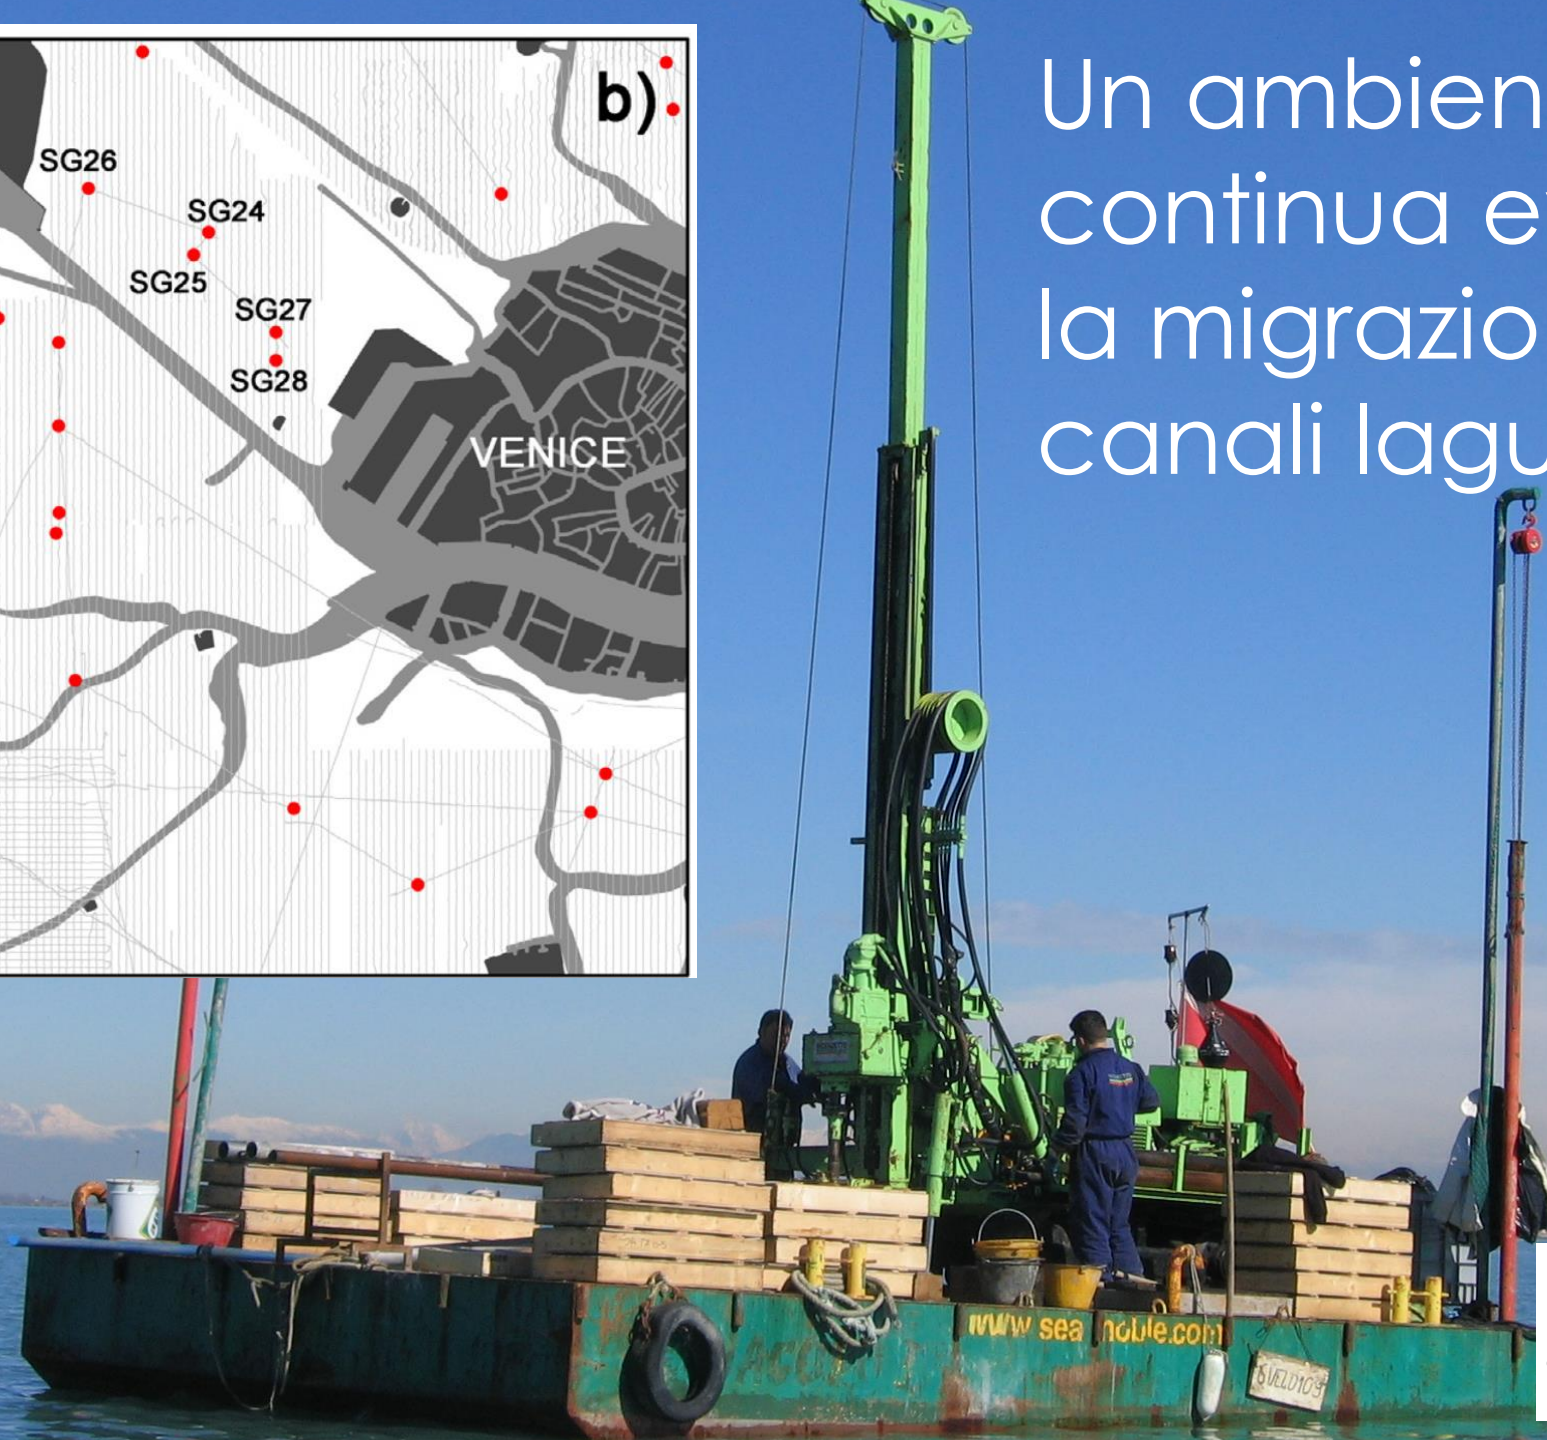 b)
SG26
SG24
SG25
SG27
SG28
VENICE
Un ambien
continua e
la migrazio
canali lagu
www sea noble.com